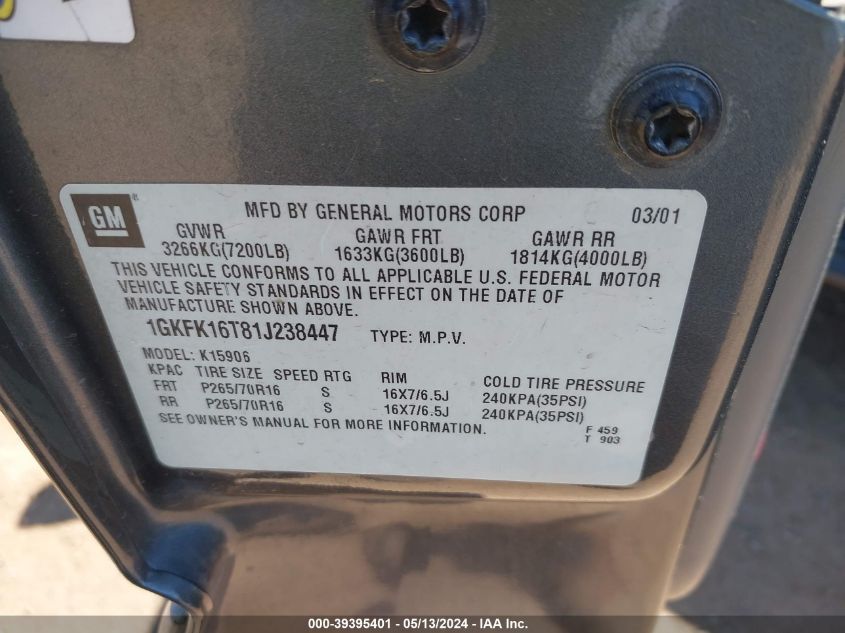 GM ®
MFD BY GENERAL MOTORS CORP 03/01
GVWR GAWR FRT GAWR RR
3266KG(7200LB) 1633KG(3600LB) 1814KG(4000LB)
THIS VEHICLE CONFORMS TO ALL APPLICABLE U.S. FEDERAL MOTOR
VEHICLE SAFETY STANDARDS IN EFFECT ON THE DATE OF
MANUFACTURE SHOWN ABOVE.
1GKFK16T81J238447 TYPE: M.P.V.
MODEL: K15906
KPAC TIRE SIZE SPEED RTG RIM COLD TIRE PRESSURE
FRT P265/70R16 S 16X7/6.5J 240KPA(35PSI)
RR P265/70R16 S 16X7/6.5J 240KPA(35PSI)
SEE OWNER'S MANUAL FOR MORE INFORMATION.
F 459
T 903
000-39395401 - 05/13/2024 - IAA Inc.